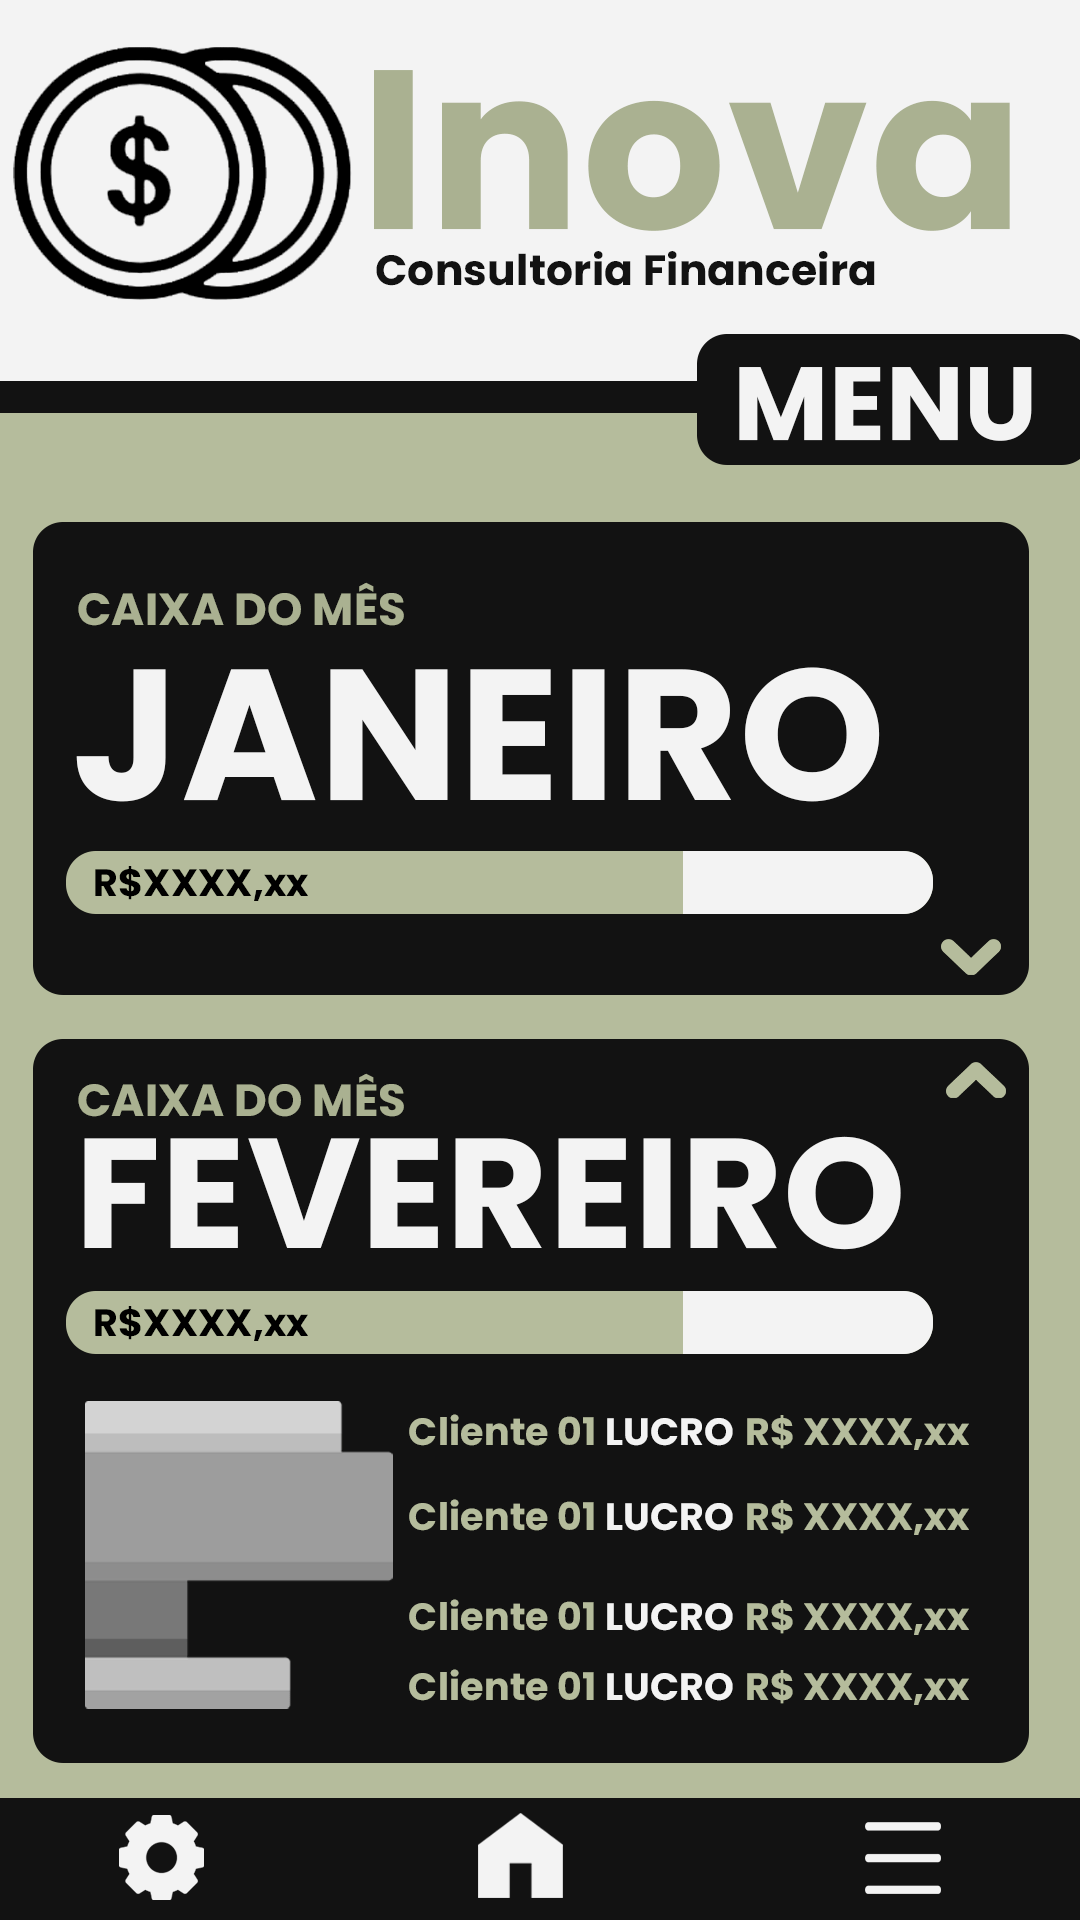 $
Inova
Consultoria Financeira
MENU
CAIXA DO MÊS
JANEIRO
R$XXXX,xx
CAIXA DO MÊS
FEVEREIRO
R$XXXX,xx
Cliente 01 LUCRO R$ XXXX,xx
Cliente 01 LUCRO R$ XXXX,xx
Cliente 01 LUCRO R$ XXXX,xx
Cliente 01 LUCRO R$ XXXX,xx